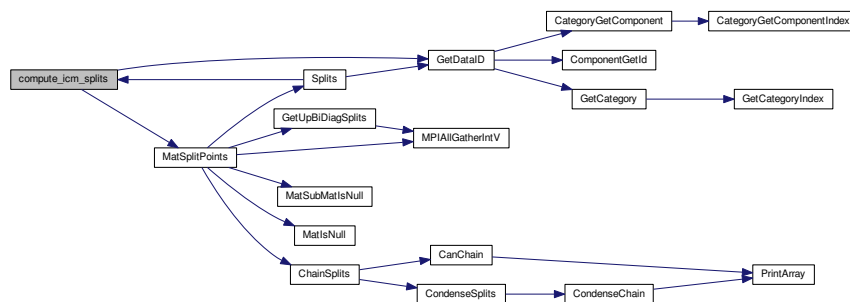 CategoryGetComponent
CategoryGetComponentIndex
GetDataID
ComponentGetId
compute_icm_splits
Splits
GetCategory
GetCategoryIndex
GetUpBiDiagSplits
MPIAllGatherIntV
MatSplitPoints
MatSubMatIsNull
MatIsNull
CanChain
ChainSplits
PrintArray
CondenseSplits
CondenseChain